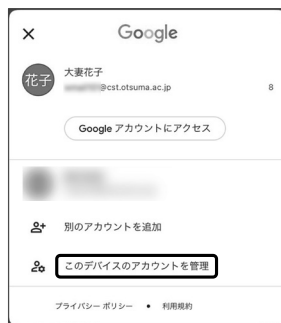 ×
Google
花子
大妻花子
@cst.otsuma.ac.jp
8
Google アカウントにアクセス
別のアカウントを追加
このデバイスのアカウントを管理
プライバシー ポリシー • 利用規約